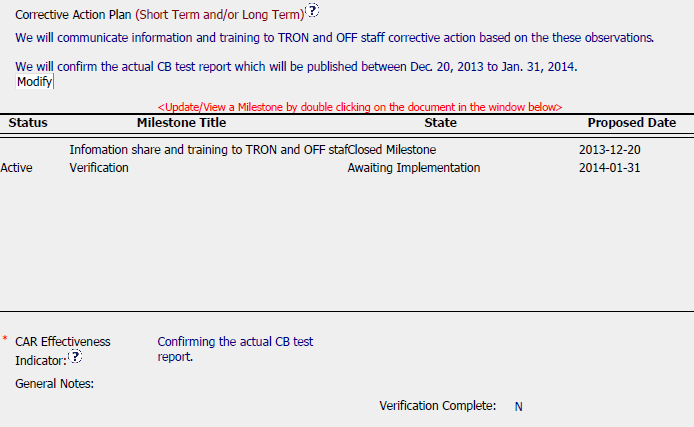 Corrective Action Plan (Short Term and/or Long Term)?
We will communicate information and training to TRON and OFF staff corrective action based on the these observations.
We will confirm the actual CB test report which will be published between Dec. 20, 2013 to Jan. 31, 2014.
Modify
<Update/View a Milestone by double clicking on the document in the window below>
Status Milestone Title State Proposed Date
Infomation share and training to TRON and OFF stafClosed Milestone 2013-12-20
Active Verification Awaiting Implementation 2014-01-31
* CAR Effectiveness Confirming the actual CB test
Indicator:? report.
General Notes:
Verification Complete: N